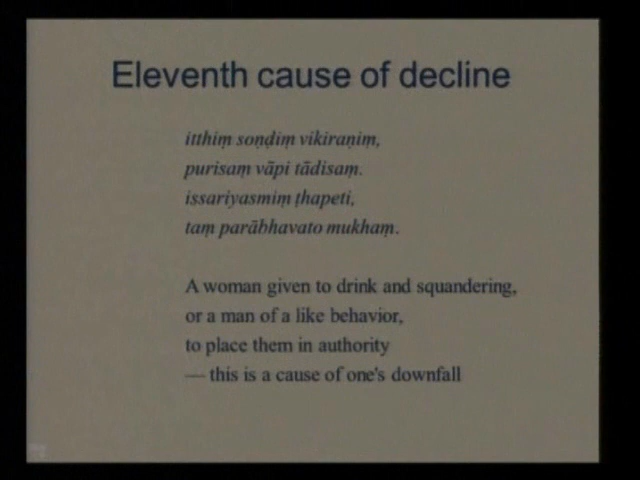 Eleventh cause of decline
itthiṃ soṇḍiṃ vikiraṇiṃ,
purisaṃ vāpi tādisaṃ.
issariyasmiṃ ṭhapeti,
taṃ parābhavato mukhaṃ.
A woman given to drink and squandering,
or a man of a like behavior,
to place them in authority
— this is a cause of one's downfall